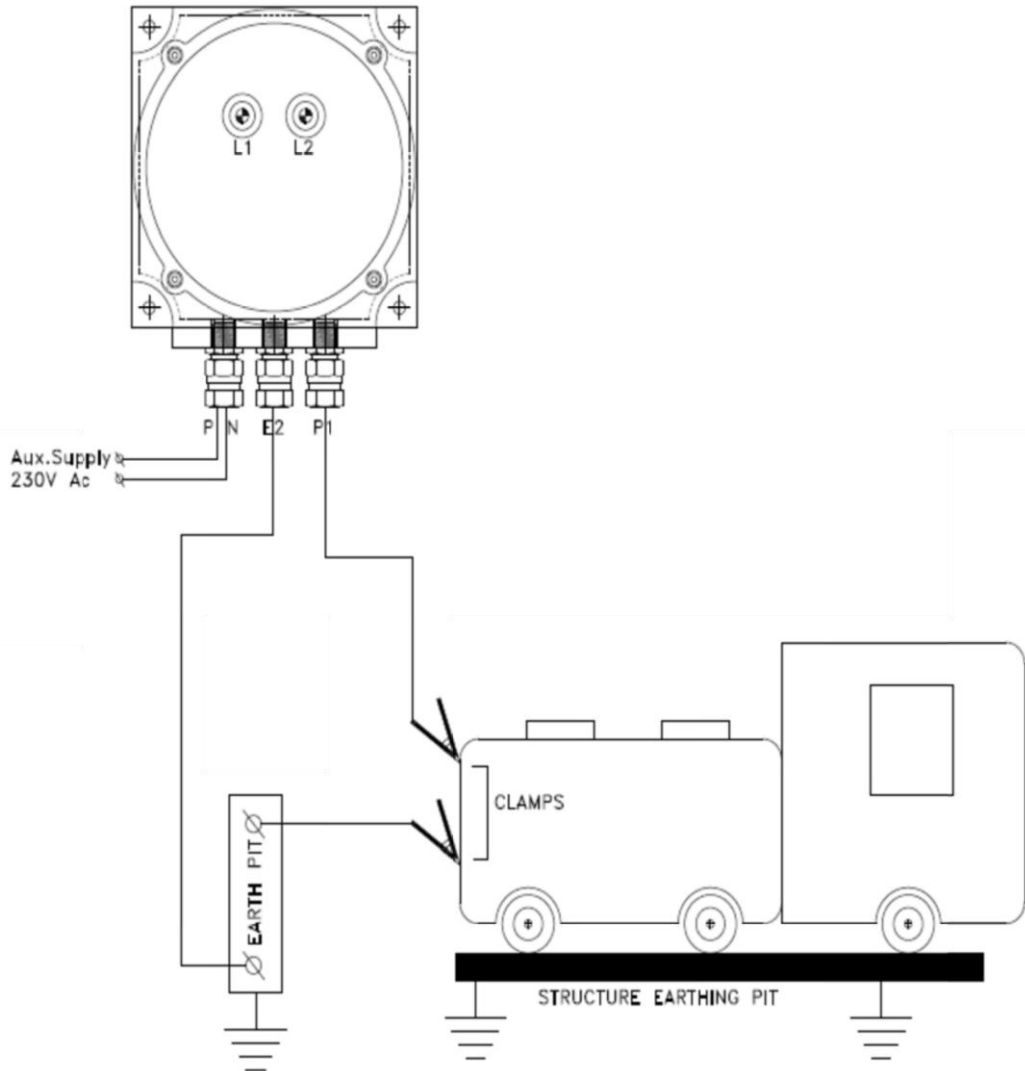 L1 L2
P N E2 P1
Aux.Supply
230V Ac
CLAMPS
EARTH PIT
STRUCTURE EARTHING PIT